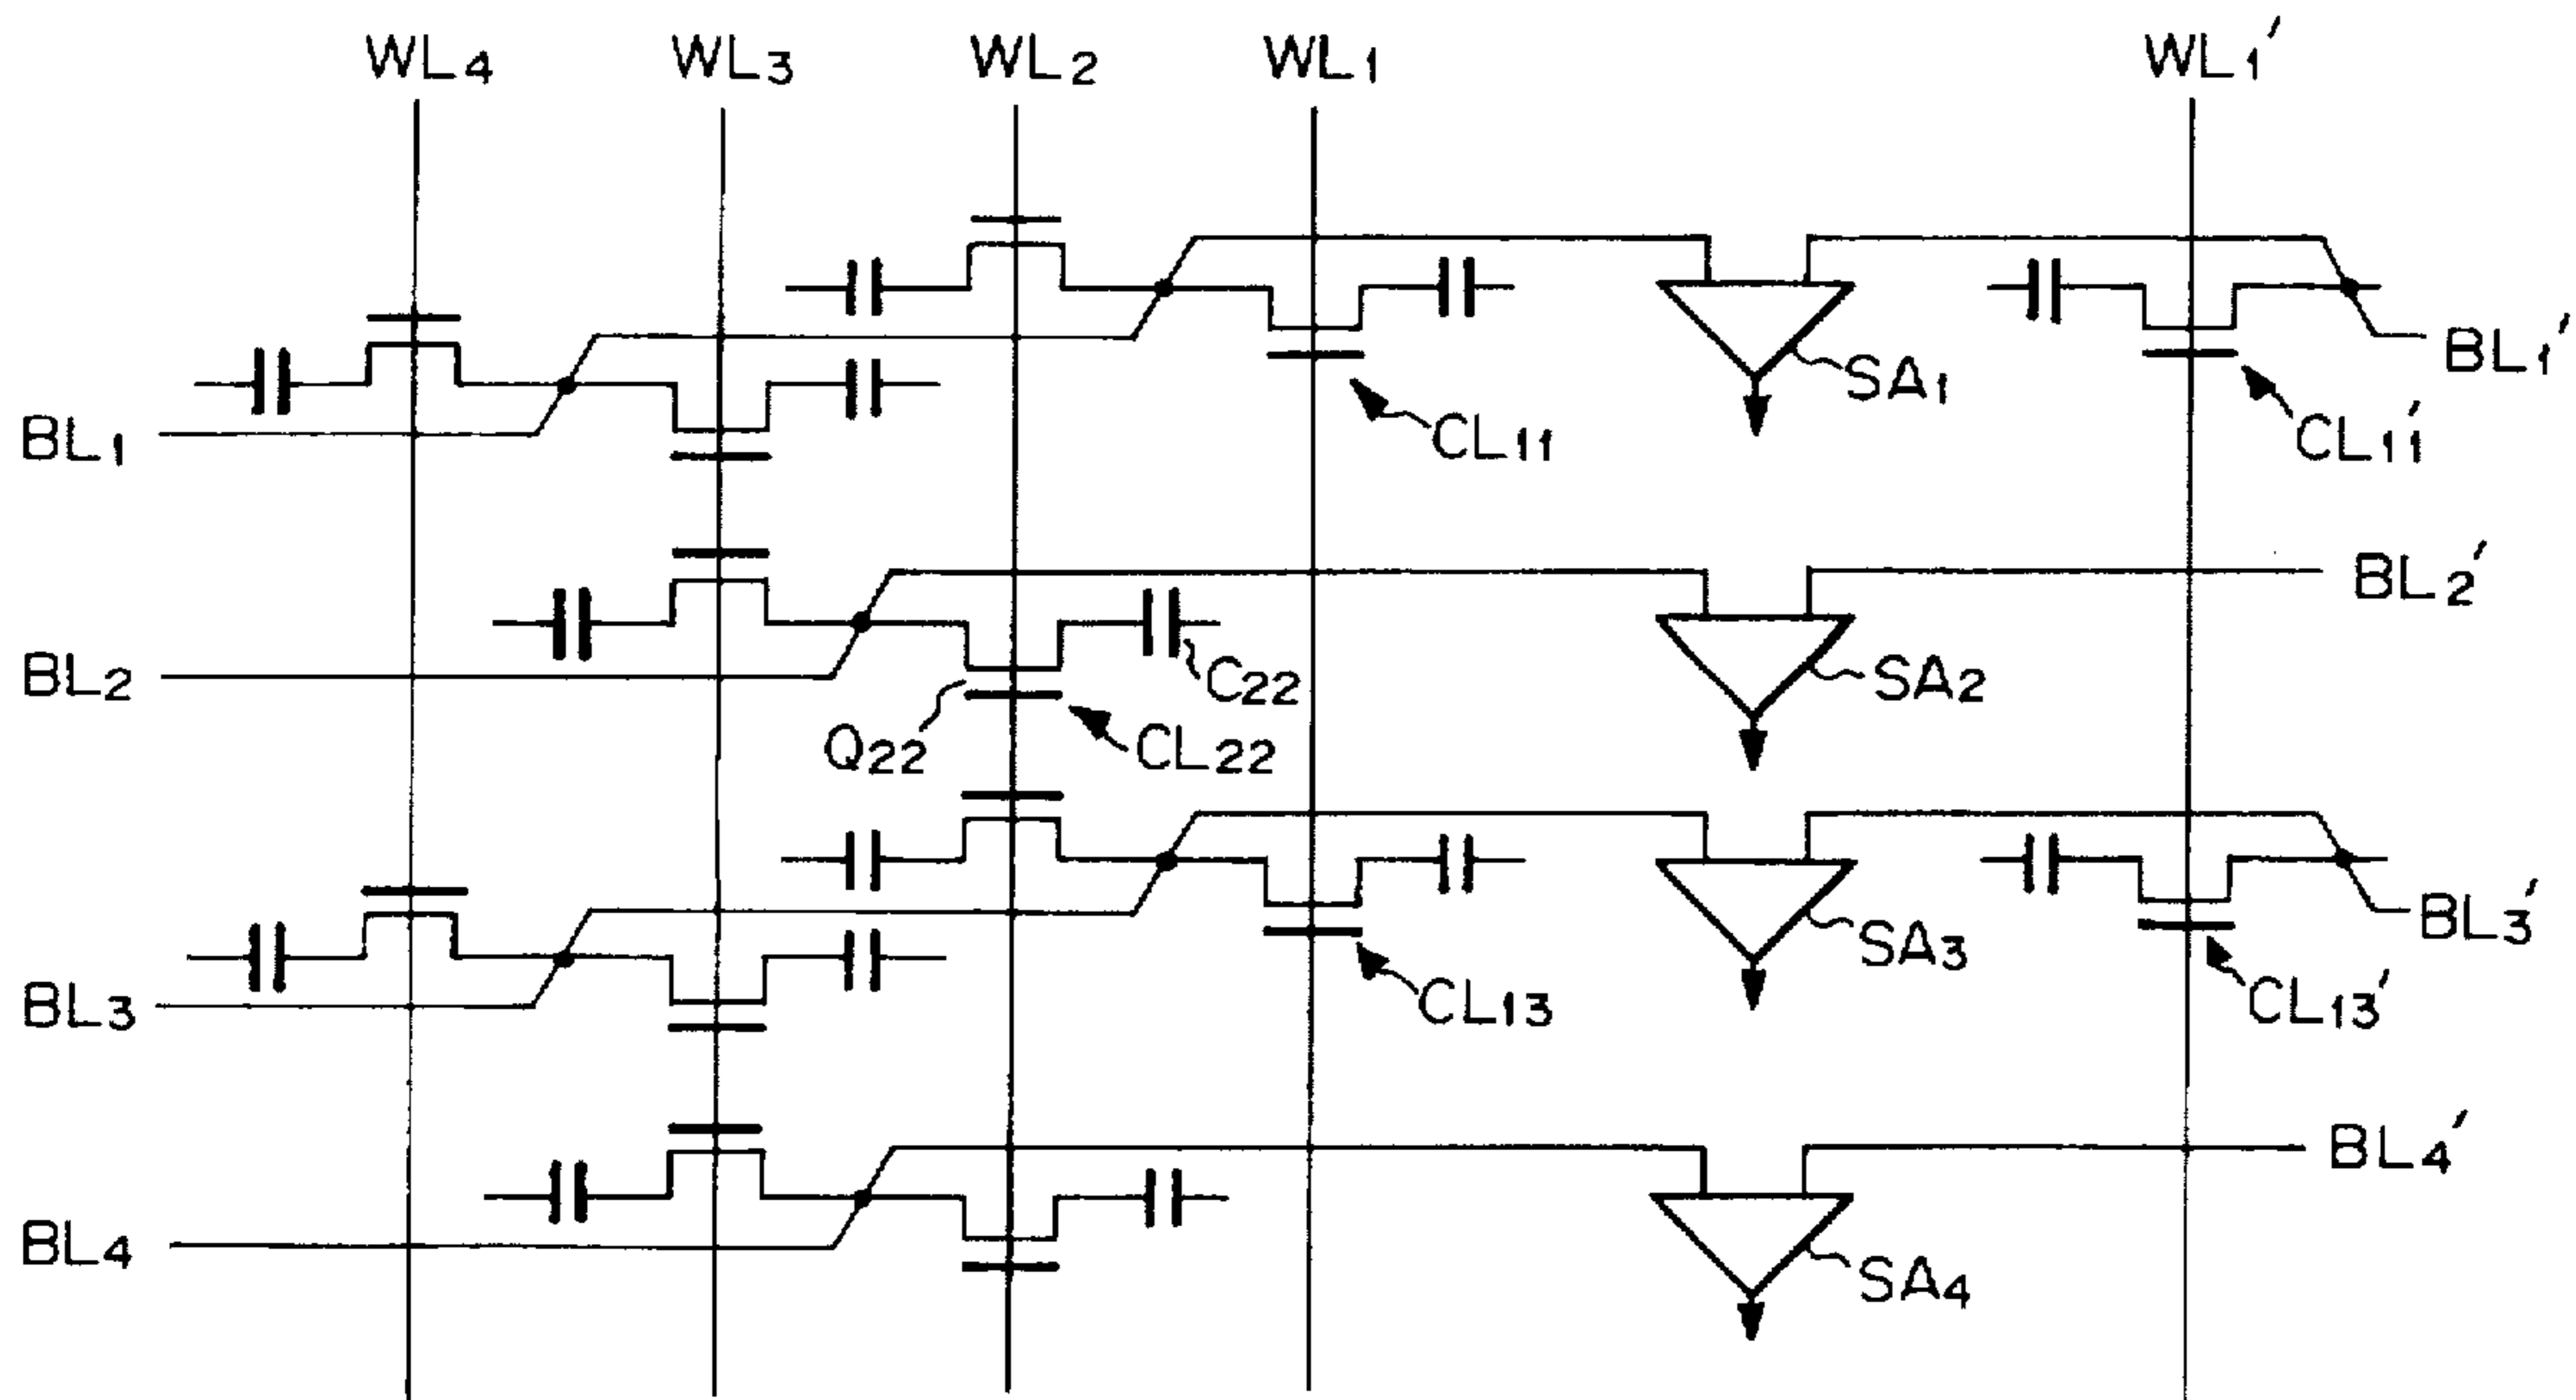 WL4 WL3 WL2 WL1 WL1'
BL1'
SA1
BL1 CL11 CL11'
BL2'
BL2 C22 SA2
Q22 CL22
BL3'
SA3
BL3 CL13 CL13'
BL4'
BL4 SA4